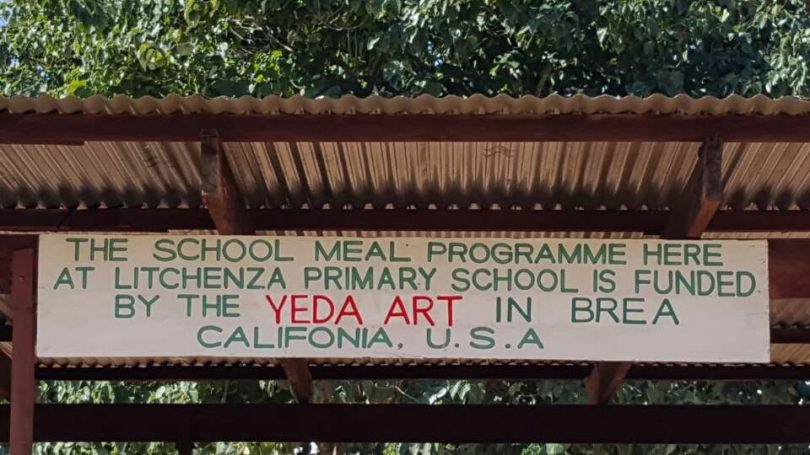 THE SCHOOL MEAL PROGRAMME HERE
AT LITCHENZA PRIMARY SCHOOL IS FUNDED
BY THE YEDA ART IN BREA
CALIFONIA, U.S.A